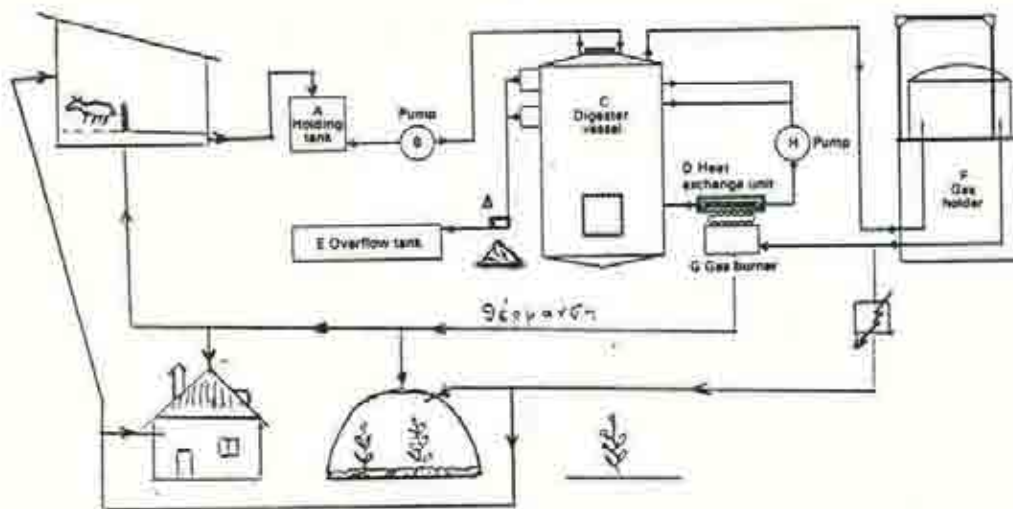 A
Holding
tank
Pump
B
C
Digester
vessel
H
Pump
D Heat
exchange unit
F
Gas
holder
Δ
E Overflow tank
G Gas burner
θέρμανση